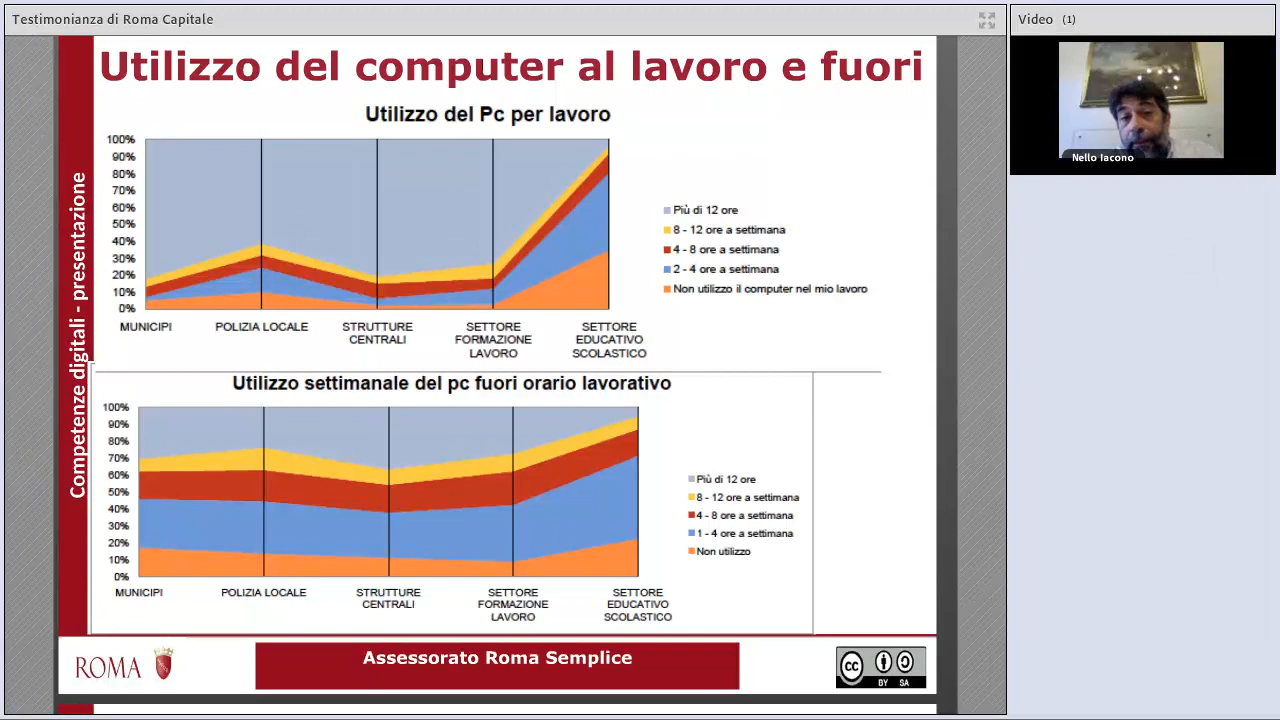 Testimonianza di Roma Capitale
Video (1)
Nello Iacono
Utilizzo del computer al lavoro e fuori
Competenze digitali - presentazione
Utilizzo del Pc per lavoro
100%
90%
80%
70%
60%
50%
40%
30%
20%
10%
0%
MUNICIPI
POLIZIA LOCALE
STRUTTURE
CENTRALI
SETTORE
FORMAZIONE
LAVORO
SETTORE
EDUCATIVO
SCOLASTICO
Più di 12 ore
8 - 12 ore a settimana
4 - 8 ore a settimana
2 - 4 ore a settimana
Non utilizzo il computer nel mio lavoro
Utilizzo settimanale del pc fuori orario lavorativo
100%
90%
80%
70%
60%
50%
40%
30%
20%
10%
0%
MUNICIPI
POLIZIA LOCALE
STRUTTURE
CENTRALI
SETTORE
FORMAZIONE
LAVORO
SETTORE
EDUCATIVO
SCOLASTICO
Più di 12 ore
8 - 12 ore a settimana
4 - 8 ore a settimana
1 - 4 ore a settimana
Non utilizzo
ROMA
Assessorato Roma Semplice
cc
BY SA